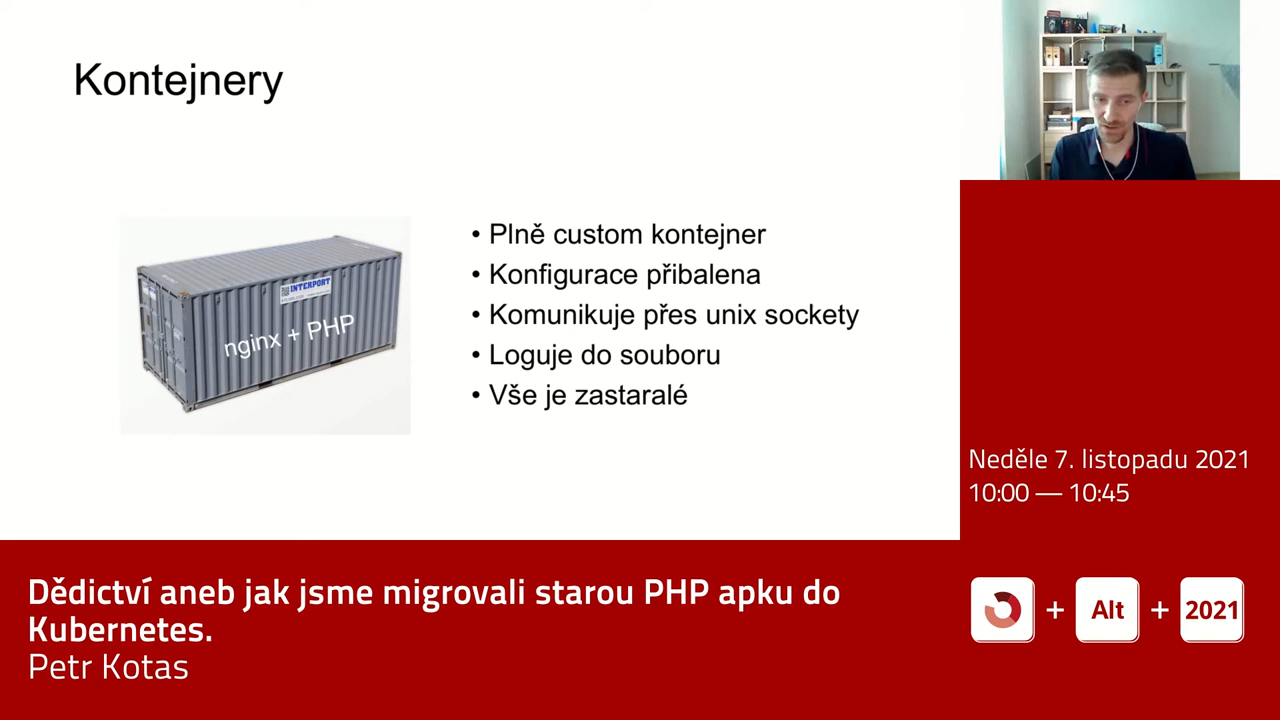 Kontejnery
INTERPORT
nginx + PHP
• Plně custom kontejner
• Konfigurace přibalena
• Komunikuje přes unix sockety
• Loguje do souboru
• Vše je zastaralé
Neděle 7. listopadu 2021
10:00 — 10:45
Dědictví aneb jak jsme migrovali starou PHP apku do
Kubernetes.
Petr Kotas
+ Alt + 2021